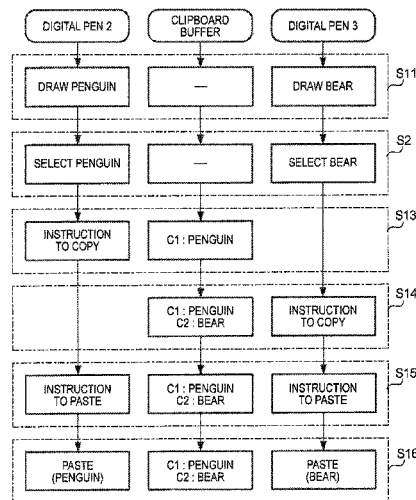 DIGITAL PEN 2
CLIPBOARD
BUFFER
DIGITAL PEN 3
S11
DRAW PENGUIN
—
DRAW BEAR
S2
SELECT PENGUIN
—
SELECT BEAR
S13
INSTRUCTION
TO COPY
C1 : PENGUIN
S14
C1 : PENGUIN
C2 : BEAR
INSTRUCTION
TO COPY
S15
INSTRUCTION
TO PASTE
C1 : PENGUIN
C2 : BEAR
INSTRUCTION
TO PASTE
S16
PASTE
(PENGUIN)
C1 : PENGUIN
C2 : BEAR
PASTE
(BEAR)